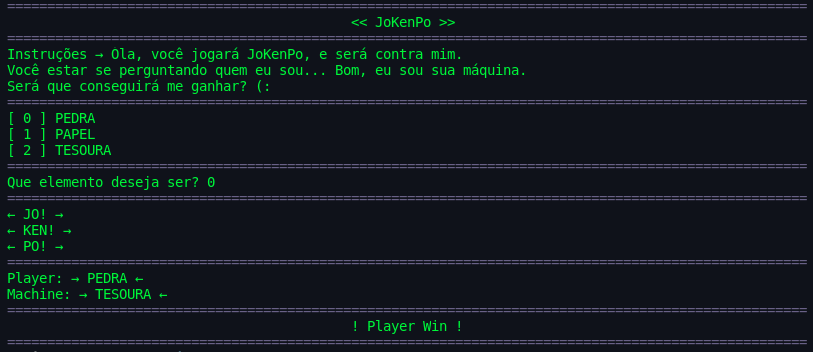 << JoKenPo >>
Instruções → Ola, você jogará JoKenPo, e será contra mim.
Você estar se perguntando quem eu sou... Bom, eu sou sua máquina.
Será que conseguirá me ganhar? (:
[ 0 ] PEDRA
[ 1 ] PAPEL
[ 2 ] TESOURA
Que elemento deseja ser? 0
← JO! →
← KEN! →
← PO! →
Player: → PEDRA ←
Machine: → TESOURA ←
! Player Win !